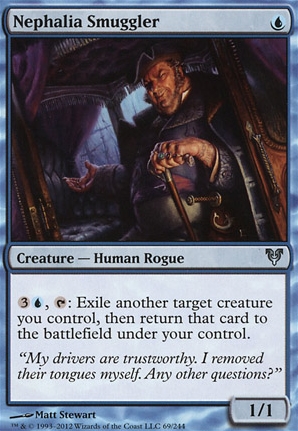 Nephalia Smuggler
Creature — Human Rogue
3, : Exile another target creature
you control, then return that card to
the battlefield under your control.
“My drivers are trustworthy. I removed
their tongues myself. Any other questions?”
Matt Stewart
™ & © 1993–2012 Wizards of the Coast LLC 69/244
1/1